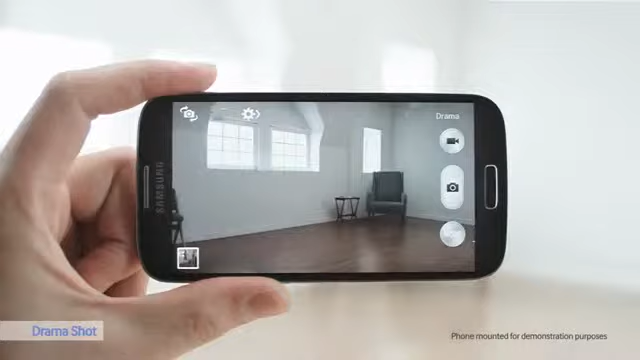 Drama
SAMSUNG
Drama Shot
Phone mounted for demonstration purposes